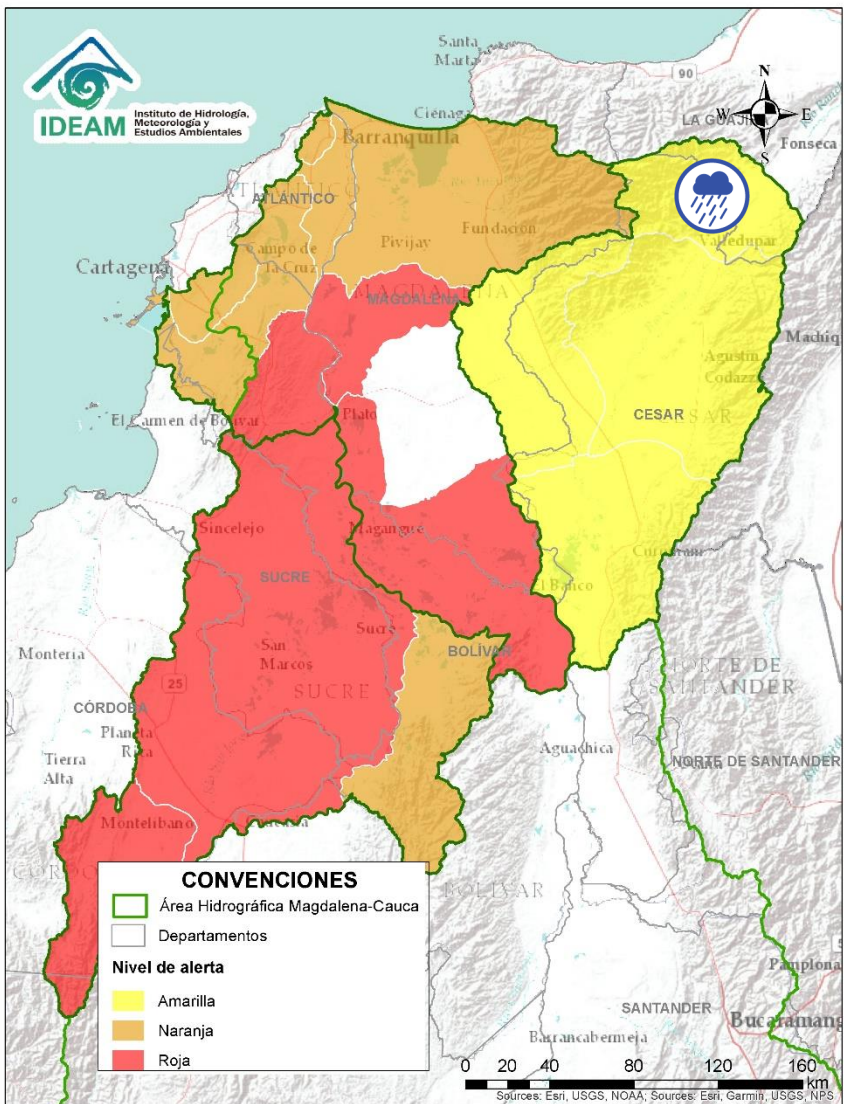 IDEAM
Instituto de Hidrología,
Meteorología y
Estudios Ambientales
Santa
Marta
90
N
W
E
S
LA GUAJIRA
Fonseca
Ciénaga
Barranquilla
ATLÁNTICO
Cartagena
Campo de
la Cruz
Pivijay
Fundación
Valledupar
MAGDALENA
Agustín
Codazzi
CESAR
El Carmen de Bolívar
Plato
Sincelejo
Magangué
SUCRE
Curumaní
El Banco
San
Marcos
Sucre
SUCRE
BOLÍVAR
Montería
25
CÓRDOBA
Planeta
Rica
Tierra
Alta
NORTE DE
SANTANDER
Aguachica
NORTE DE SANTANDER
Montelíbano
BOLÍVAR
CONVENCIONES
Área Hidrográfica Magdalena-Cauca
Departamentos
Nivel de alerta
Amarilla
Naranja
Roja
Pamplona
SANTANDER
Bucaramang
Barrancabermeja
0 20 40 80 120 160
km
Sources: Esri, USGS, NOAA; Sources: Esri, Garmin, USGS, NPS